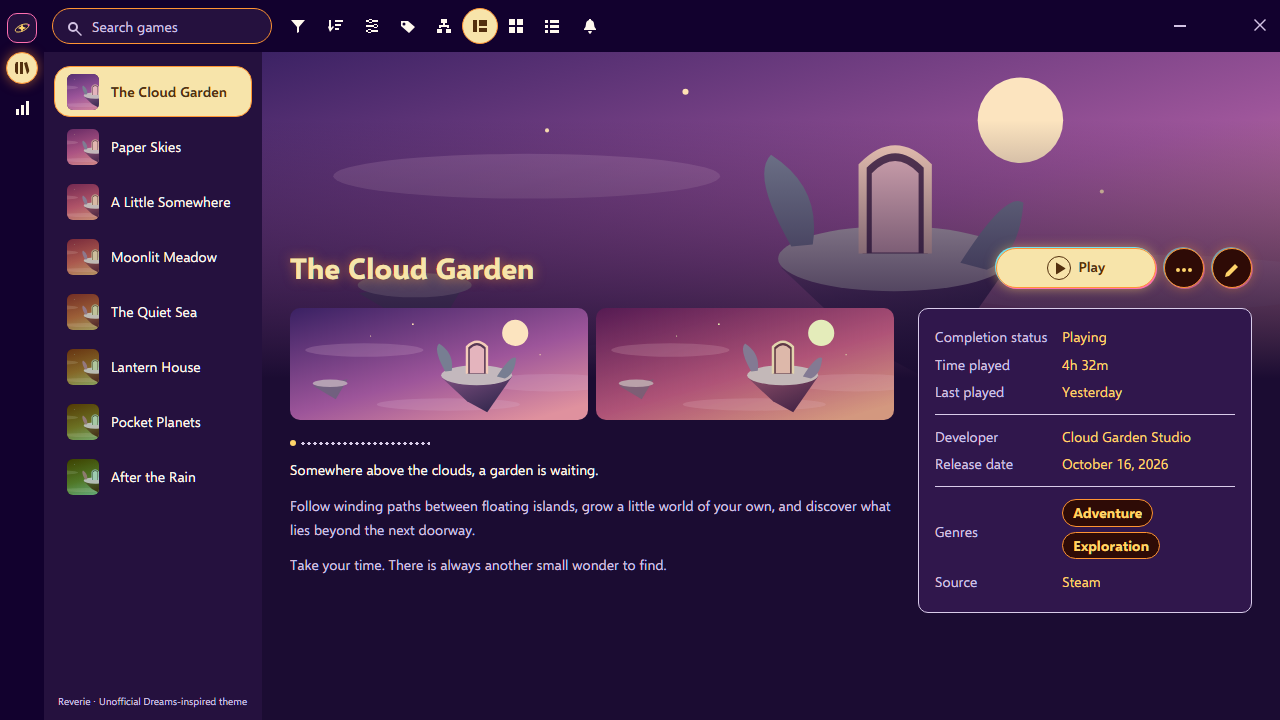 Search games
The Cloud Garden
Paper Skies
A Little Somewhere
Moonlit Meadow
The Quiet Sea
Lantern House
Pocket Planets
After the Rain
Reverie · Unofficial Dreams-inspired theme
The Cloud Garden
Play
Somewhere above the clouds, a garden is waiting.
Follow winding paths between floating islands, grow a little world of your own, and discover what
lies beyond the next doorway.
Take your time. There is always another small wonder to find.
Completion status Playing
Time played 4h 32m
Last played Yesterday
Developer Cloud Garden Studio
Release date October 16, 2026
Genres Adventure
Exploration
Source Steam